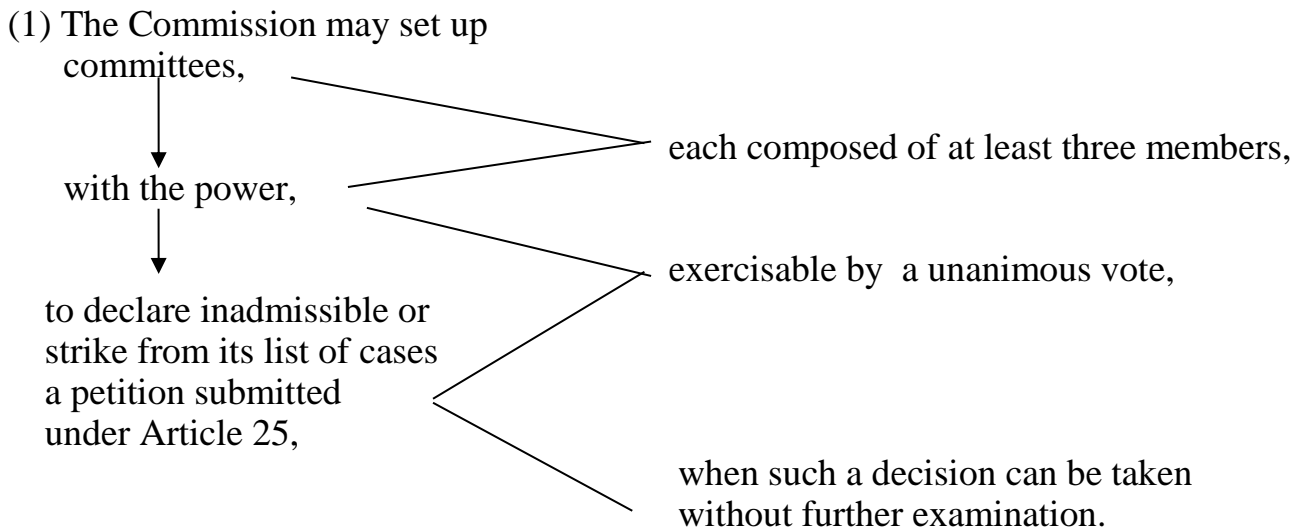 (1) The Commission may set up
committees,
each composed of at least three members,
with the power,
exercisable by a unanimous vote,
to declare inadmissible or
strike from its list of cases
a petition submitted
under Article 25,
when such a decision can be taken
without further examination.